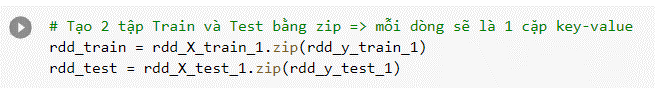 # Tạo 2 tập Train và Test bằng zip => mỗi dòng sẽ là 1 cặp key-value
rdd_train = rdd_X_train_1.zip(rdd_y_train_1)
rdd_test = rdd_X_test_1.zip(rdd_y_test_1)